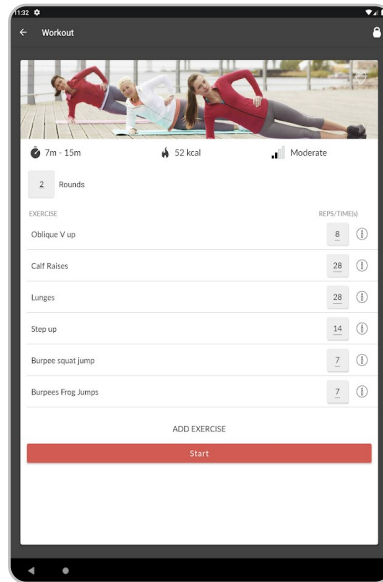 11:32
Workout
7m - 15m 52 kcal Moderate
2 Rounds
EXERCISE REPS/TIME(s)
Oblique V up 8
Calf Raises 28
Lunges 28
Step up 14
Burpee squat jump 7
Burpees Frog Jumps 7
ADD EXERCISE
Start